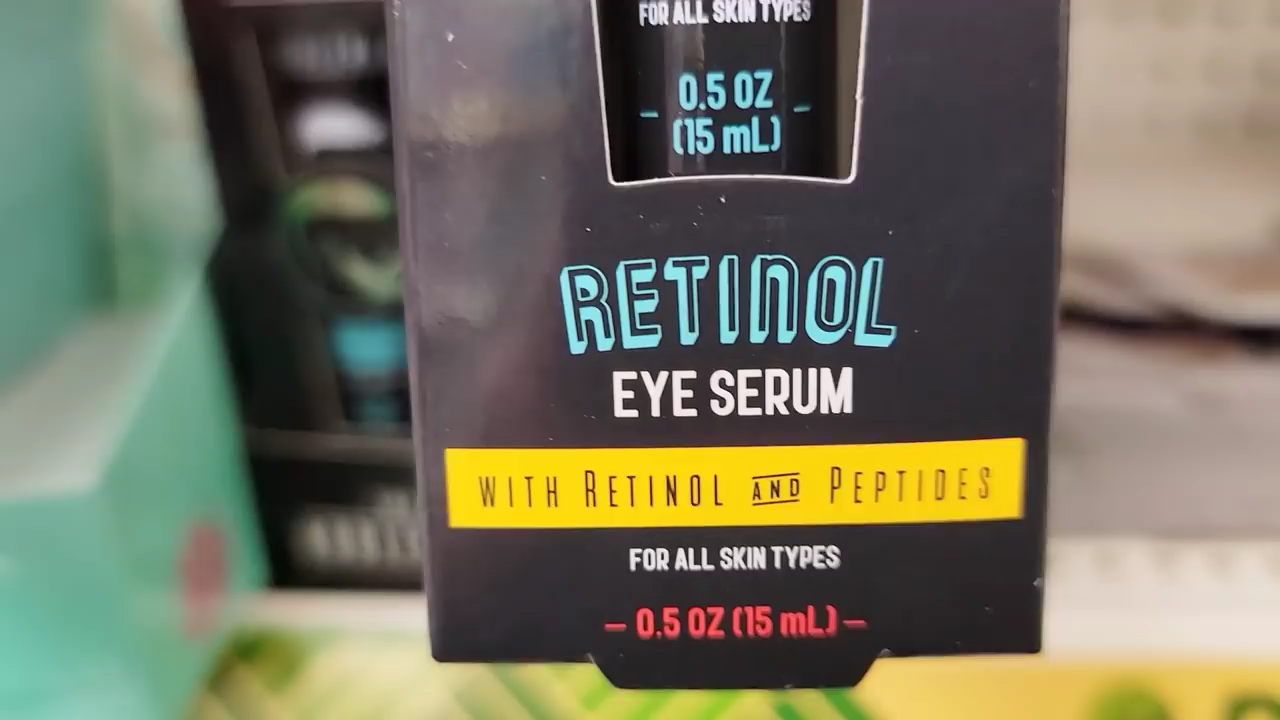 FOR ALL SKIN TYPES
– 0.5 OZ –
(15 mL)
RETINOL
EYE SERUM
WITH RETINOL AND PEPTIDES
FOR ALL SKIN TYPES
– 0.5 OZ (15 mL) –